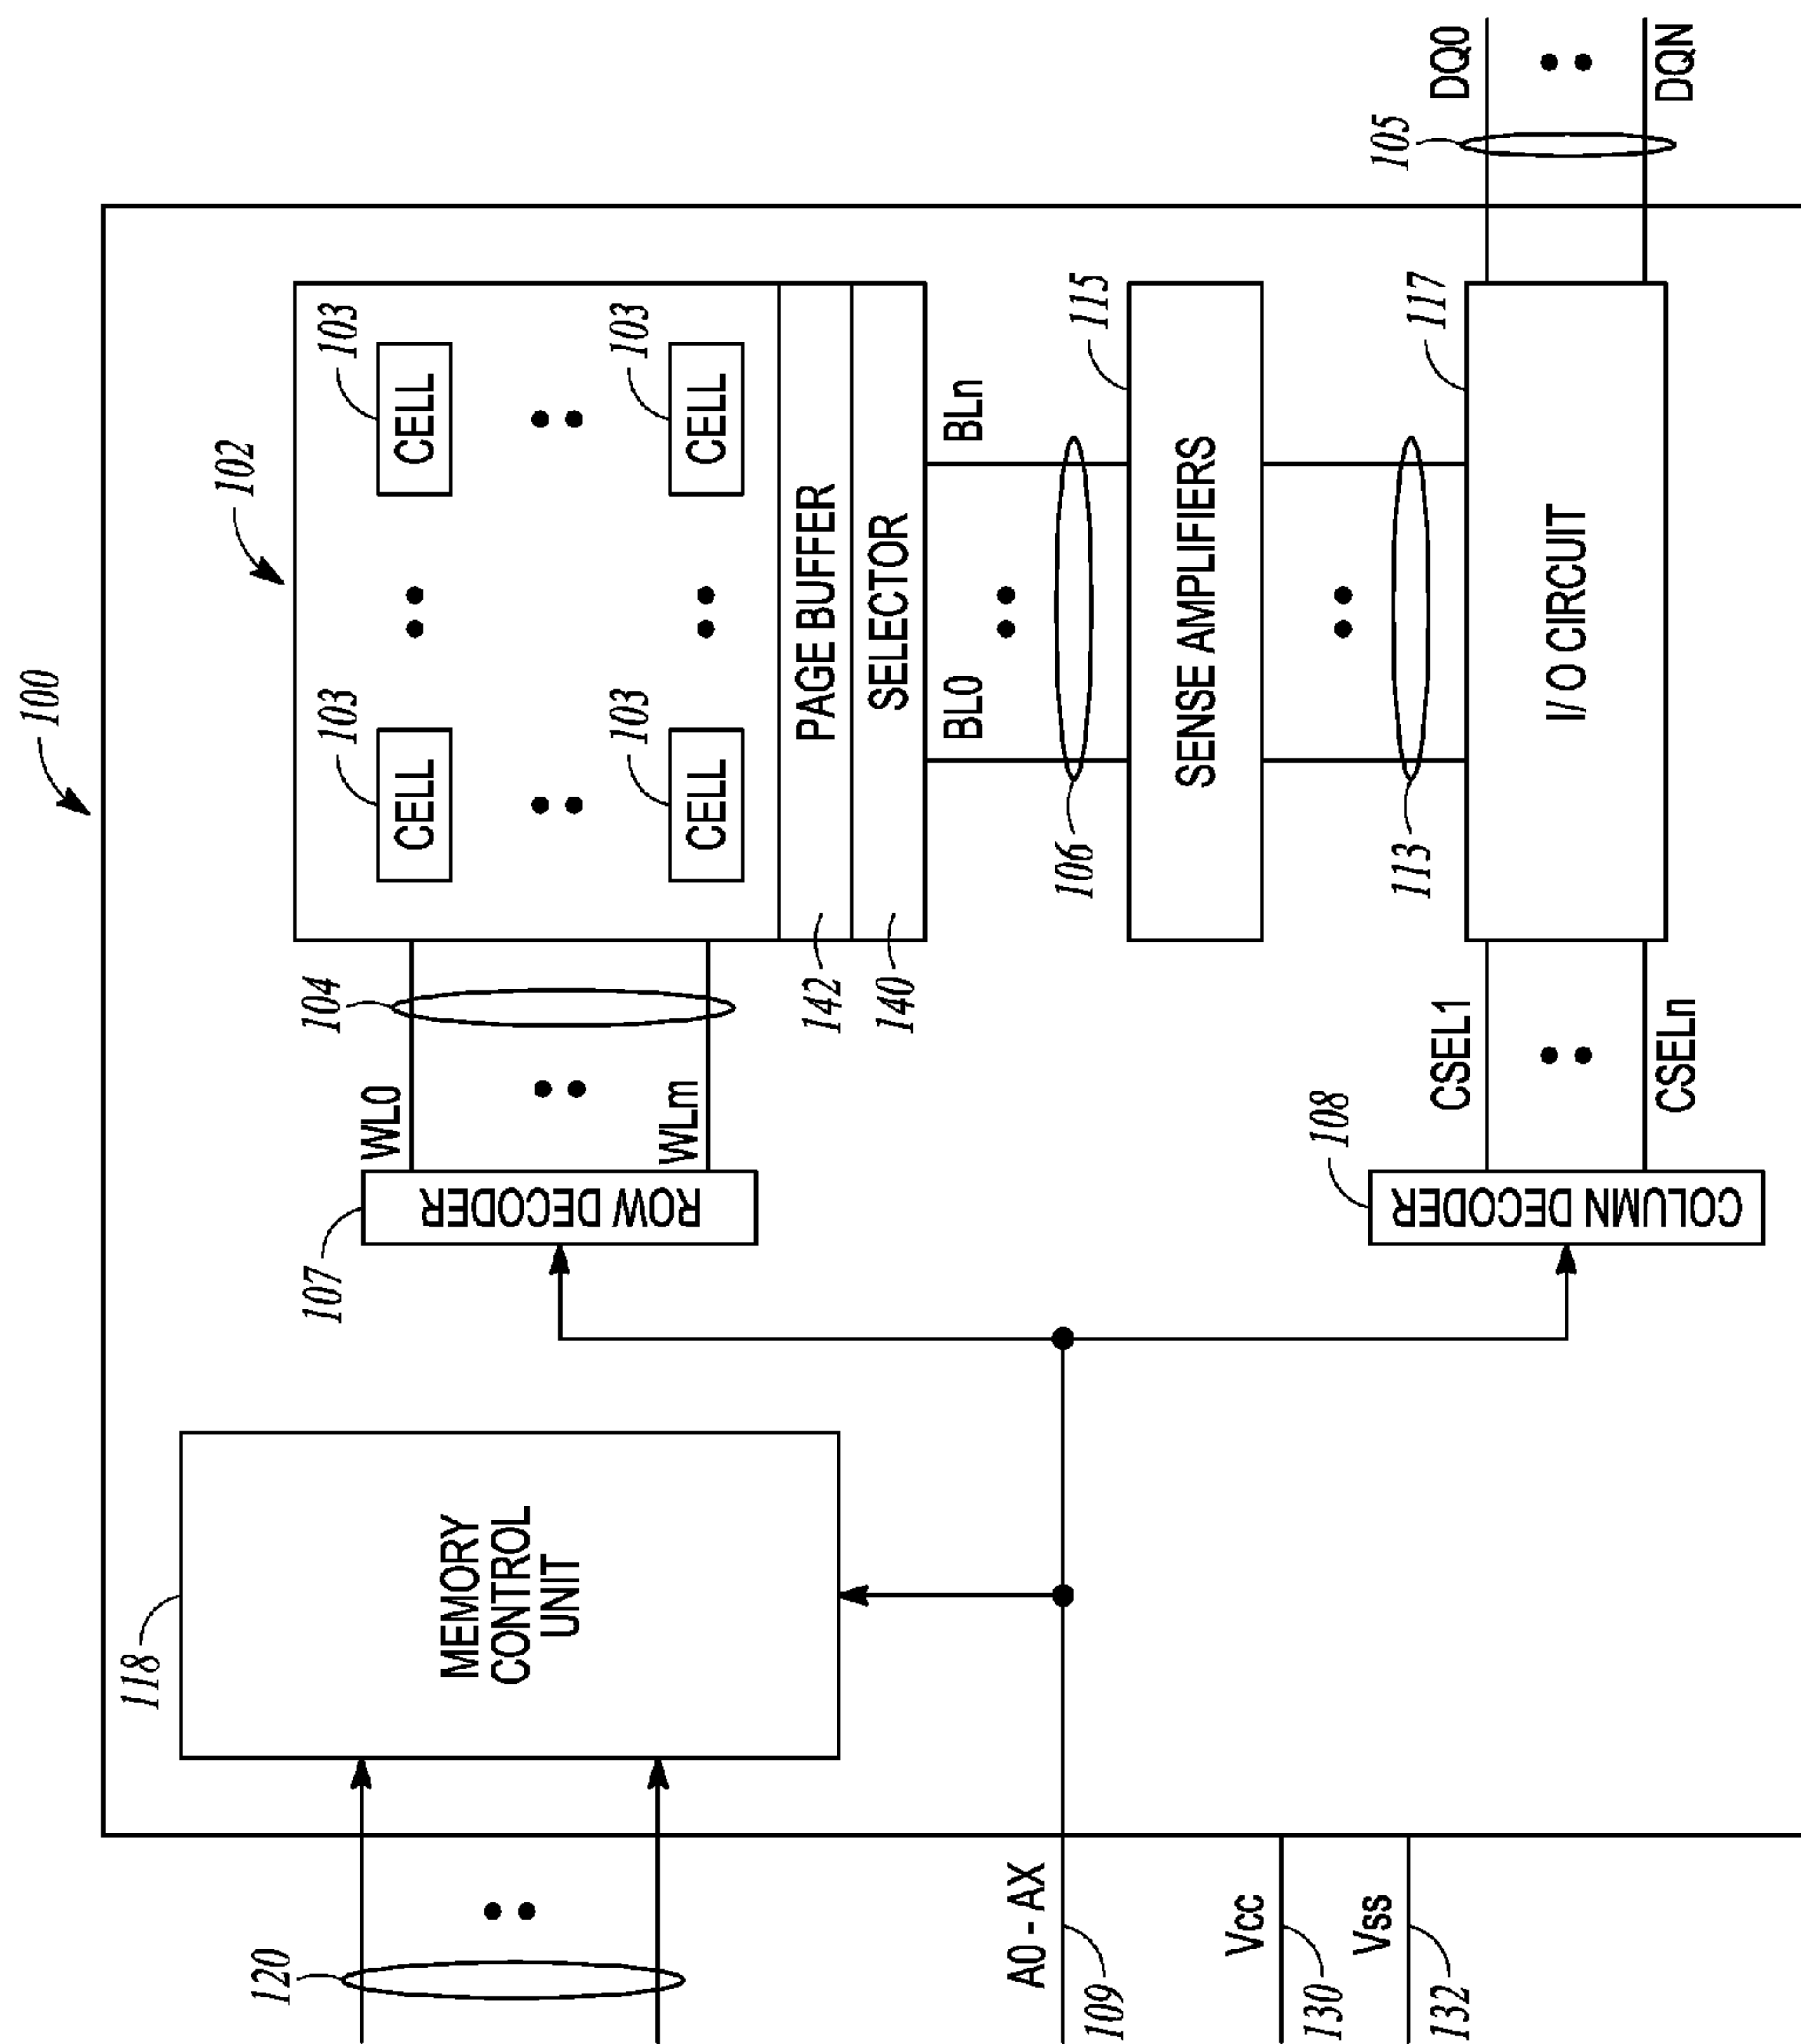 100
102
103
103
CELL
CELL
103
103
CELL
CELL
PAGE BUFFER
142
SELECTOR
140
104
WL0
WLm
107
ROW DECODER
118
MEMORY
CONTROL
UNIT
120
BL0
BLn
106
115
SENSE AMPLIFIERS
113
117
I/O CIRCUIT
105
DQ0
DQN
CSEL1
CSELn
108
COLUMN DECODER
A0 - AX
109
Vcc
130
Vss
132